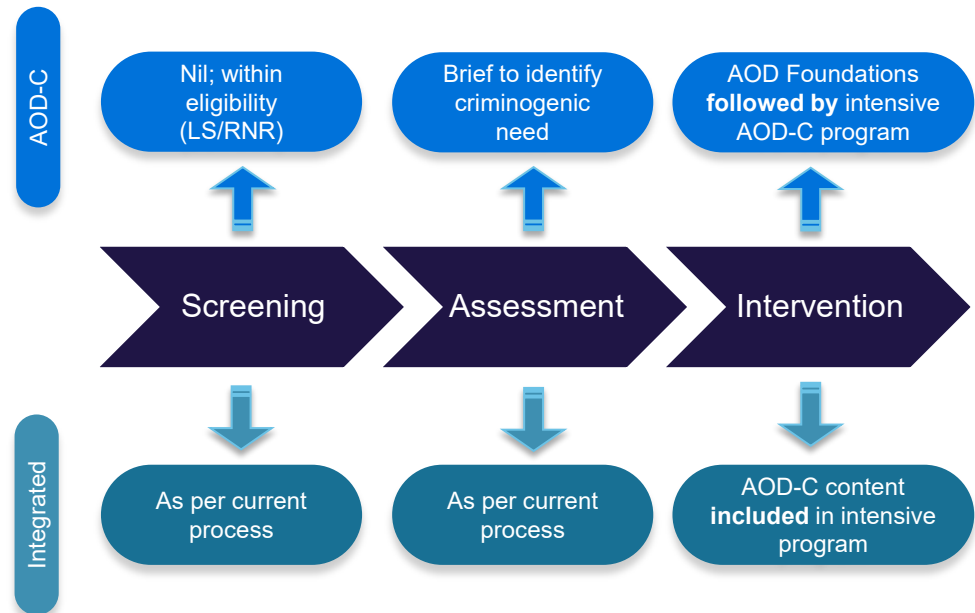 AOD-C
Nil; within
eligibility
(LS/RNR)
Brief to identify
criminogenic
need
AOD Foundations
followed by intensive
AOD-C program
Screening
Assessment
Intervention
Integrated
As per current
process
As per current
process
AOD-C content
included in intensive
program